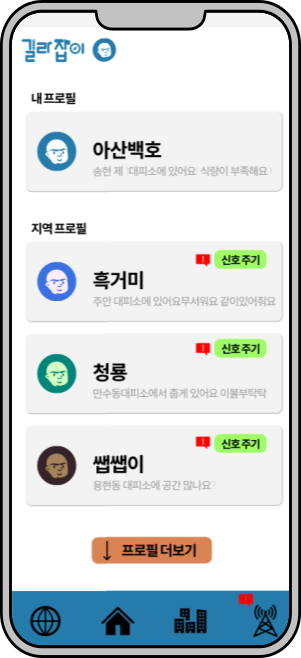 길라잡이
내 프로필
아산백호
송현 제1대피소에 있어요 식량이 부족해요!
지역 프로필
신호 주기
흑거미
주안 대피소에 있어요무서워요 같이있어줘요
신호 주기
청룡
만수동대피소에서 춥게 있어요 이불부탁탁
신호 주기
쌥쌥이
용현동 대피소에 공간 많나요?
↓ 프로필 더보기